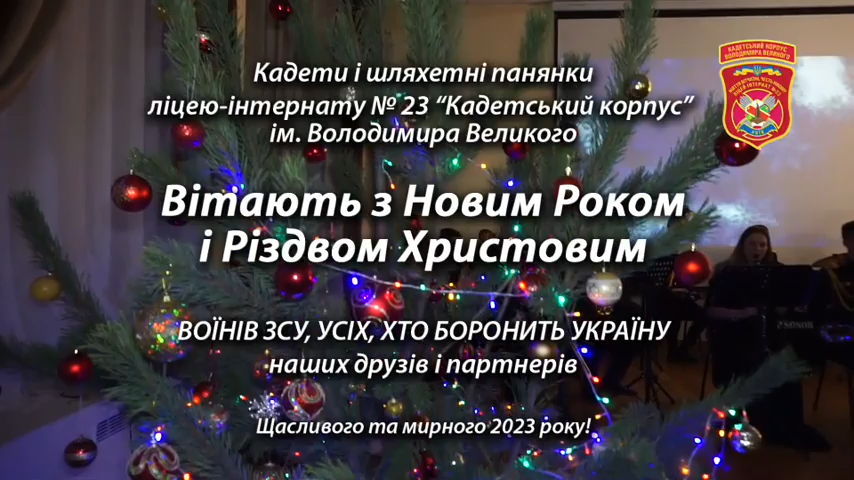 КАДЕТСЬКИЙ КОРПУС
ВОЛОДИМИРА ВЕЛИКОГО
Кадети і шляхетні панянки
ліцею-інтернату № 23 “Кадетський корпус”
ім. Володимира Великого
Вітають з Новим Роком
і Різдвом Христовим
ВОЇНІВ ЗСУ, УСІХ, ХТО БОРОНИТЬ УКРАЇНУ
наших друзів і партнерів
Щасливого та мирного 2023 року!